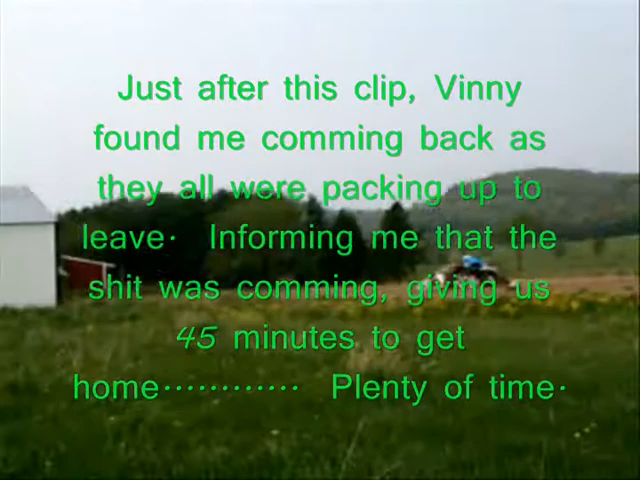 Just after this clip, Vinny
found me comming back as
they all were packing up to
leave. Informing me that the
shit was comming, giving us
45 minutes to get
home............ Plenty of time.